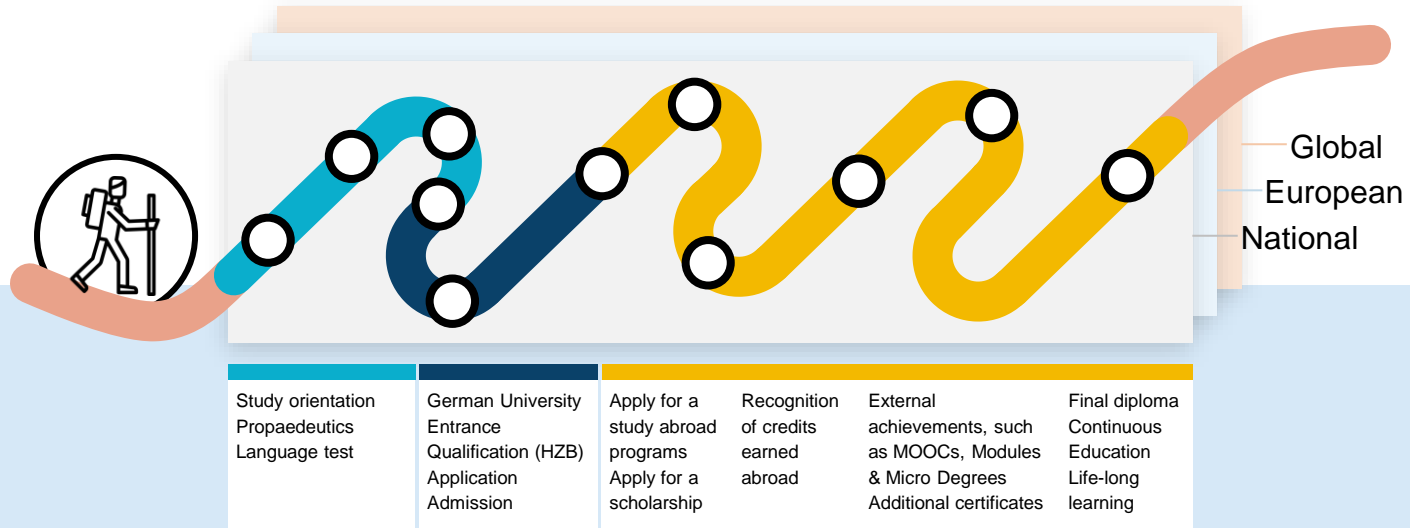 Global
European
National
Study orientation
Propaedeutics
Language test
German University
Entrance
Qualification (HZB)
Application
Admission
Apply for a
study abroad
programs
Apply for a
scholarship
Recognition
of credits
earned
abroad
External
achievements, such
as MOOCs, Modules
& Micro Degrees
Additional certificates
Final diploma
Continuous
Education
Life-long
learning